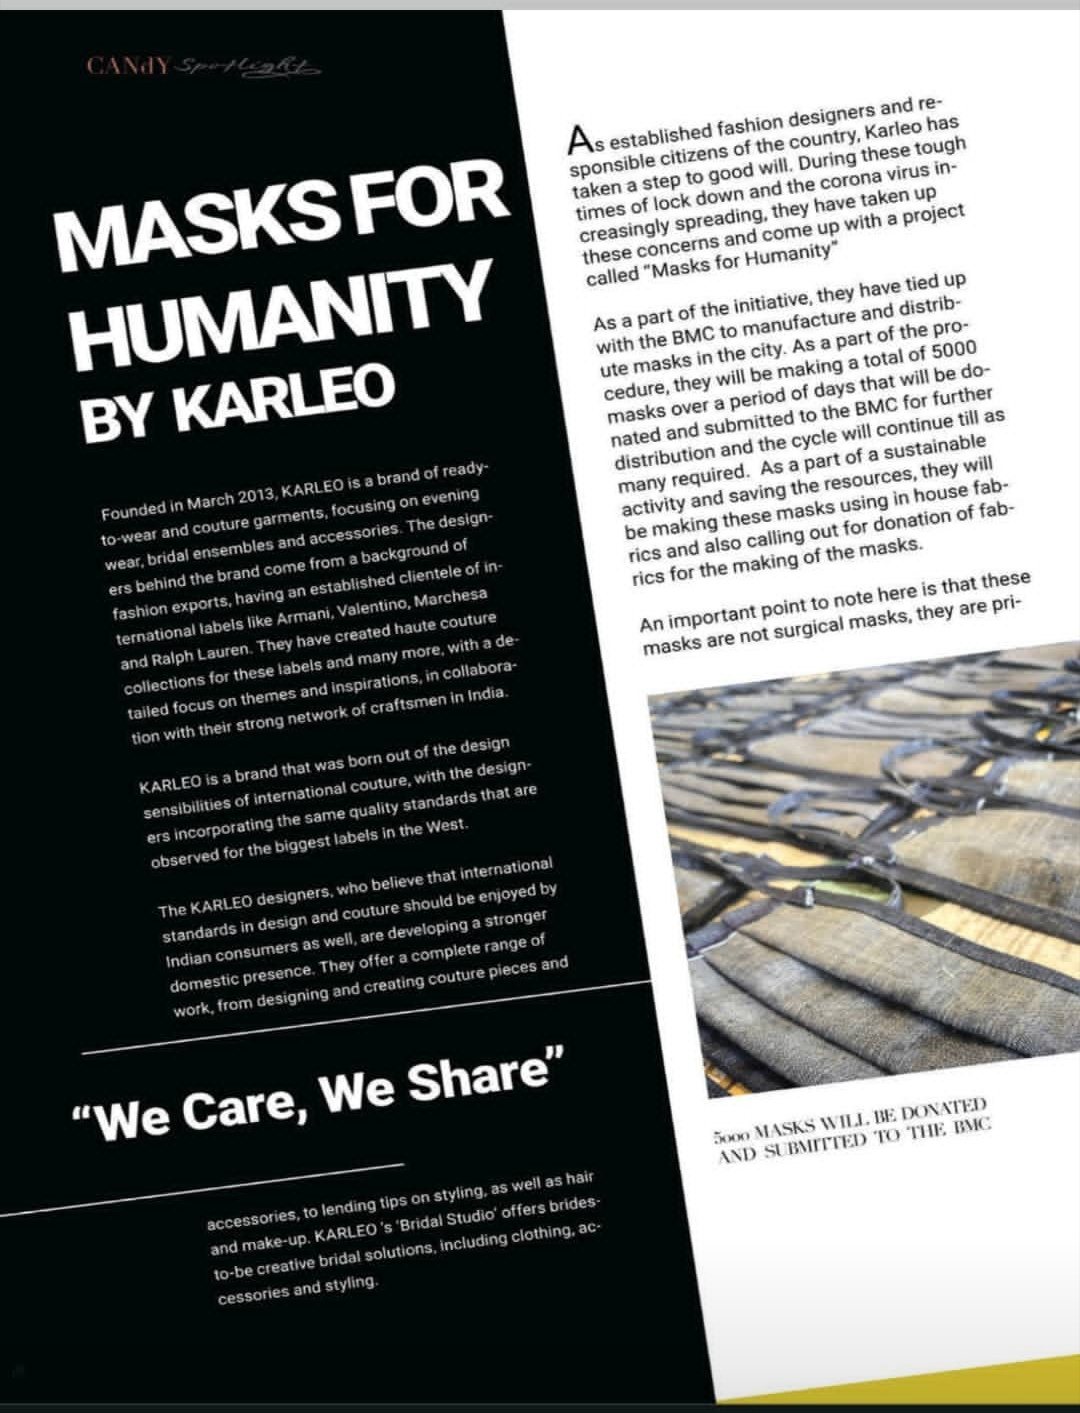 CANdY Spotlight
MASKS FOR
HUMANITY
BY KARLEO
Founded in March 2013, KARLEO is a brand of ready-
to-wear and couture garments, focusing on evening
wear, bridal ensembles and accessories. The design-
ers behind the brand come from a background of
fashion exports, having an established clientele of in-
ternational labels like Armani, Valentino, Marchesa
and Ralph Lauren. They have created haute couture
collections for these labels and many more, with a de-
tailed focus on themes and inspirations, in collabora-
tion with their strong network of craftsmen in India.
KARLEO is a brand that was born out of the design
sensibilities of international couture, with the design-
ers incorporating the same quality standards that are
observed for the biggest labels in the West.
The KARLEO designers, who believe that international
standards in design and couture should be enjoyed by
Indian consumers as well, are developing a stronger
domestic presence. They offer a complete range of
work, from designing and creating couture pieces and
“We Care, We Share”
accessories, to lending tips on styling, as well as hair
and make-up. KARLEO 's 'Bridal Studio' offers brides-
to-be creative bridal solutions, including clothing, ac-
cessories and styling.
As established fashion designers and re-
sponsible citizens of the country, Karleo has
taken a step to good will. During these tough
times of lock down and the corona virus in-
creasingly spreading, they have taken up
these concerns and come up with a project
called “Masks for Humanity”
As a part of the initiative, they have tied up
with the BMC to manufacture and distrib-
ute masks in the city. As a part of the pro-
cedure, they will be making a total of 5000
masks over a period of days that will be do-
nated and submitted to the BMC for further
distribution and the cycle will continue till as
many required. As a part of a sustainable
activity and saving the resources, they will
be making these masks using in house fab-
rics and also calling out for donation of fab-
rics for the making of the masks.
An important point to note here is that these
masks are not surgical masks, they are pri-
5000 MASKS WILL BE DONATED
AND SUBMITTED TO THE BMC